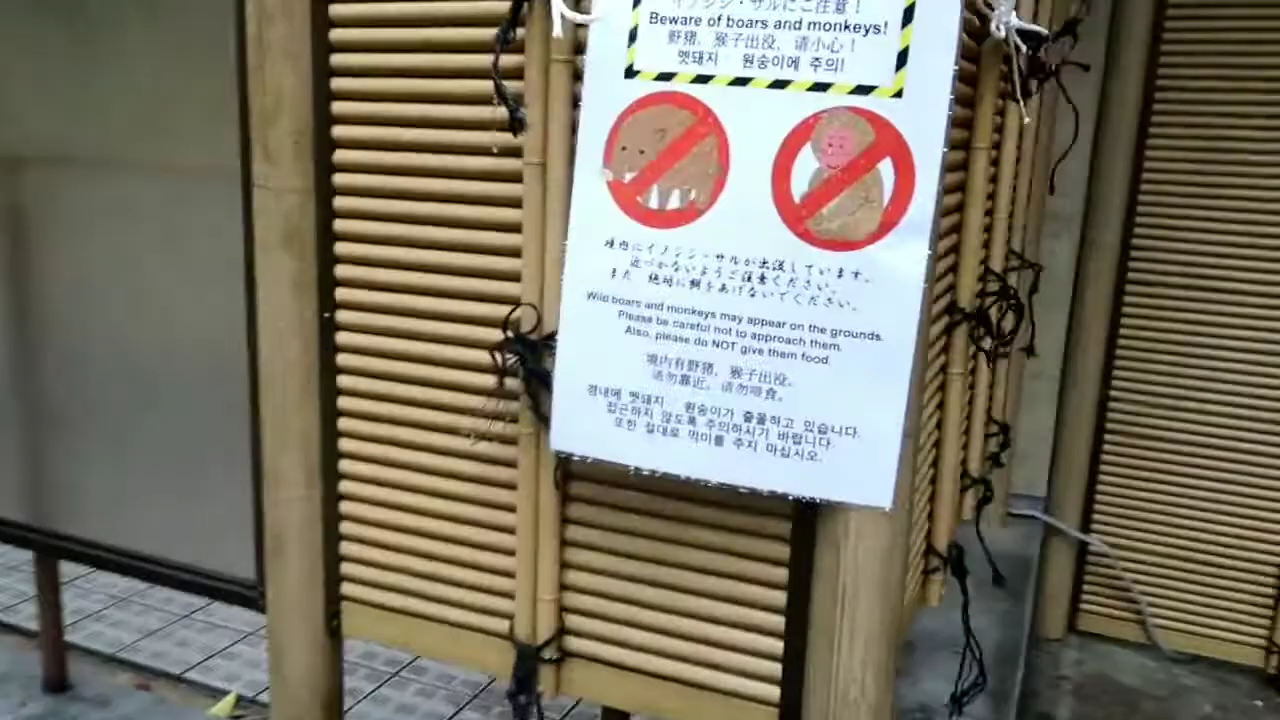 イノシシ・サルにご注意！
Beware of boars and monkeys!
野猪、猴子出没，请小心！
멧돼지 원숭이에 주의!
境内にイノシシ・サルが出没しています。
近づかないようご注意ください。
また 絶対に餌をあげないでください。
Wild boars and monkeys may appear on the grounds.
Please be careful not to approach them.
Also, please do NOT give them food.
境内有野猪，猴子出没。
请勿靠近，请勿喂食。
경내에 멧돼지 원숭이가 출몰하고 있습니다.
접근하지 않도록 주의하시기 바랍니다.
또한 절대로 먹이를 주지 마십시오.